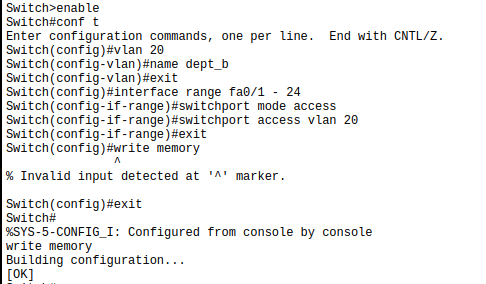 Switch>enable
Switch#conf t
Enter configuration commands, one per line.  End with CNTL/Z.
Switch(config)#vlan 20
Switch(config-vlan)#name dept_b
Switch(config-vlan)#exit
Switch(config)#interface range fa0/1 - 24
Switch(config-if-range)#switchport mode access
Switch(config-if-range)#switchport access vlan 20
Switch(config-if-range)#exit
Switch(config)#write memory
^
% Invalid input detected at '^' marker.
Switch(config)#exit
Switch#
%SYS-5-CONFIG_I: Configured from console by console
write memory
Building configuration...
[OK]